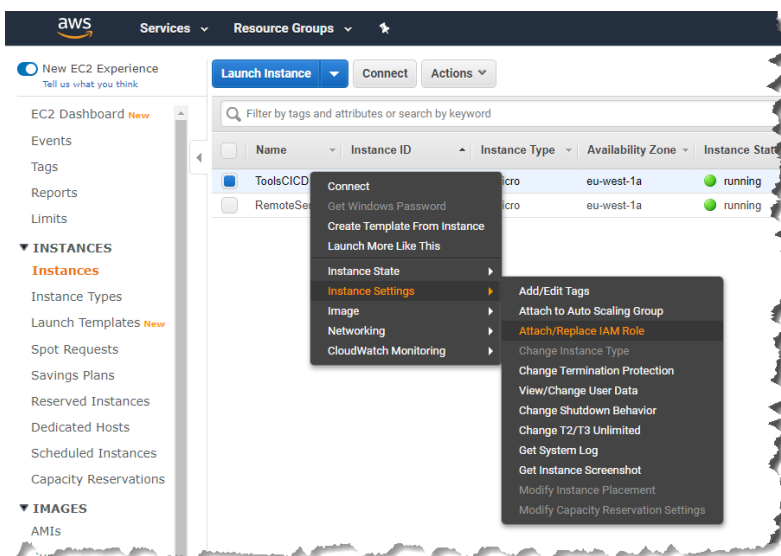 aws
Services
Resource Groups
New EC2 Experience
Tell us what you think
EC2 Dashboard New
Events
Tags
Reports
Limits
INSTANCES
Instances
Instance Types
Launch Templates New
Spot Requests
Savings Plans
Reserved Instances
Dedicated Hosts
Scheduled Instances
Capacity Reservations
IMAGES
AMIs
Launch Instance
Connect
Actions
Filter by tags and attributes or search by keyword
Name Instance ID Instance Type Availability Zone Instance Stat
ToolsCICD icro eu-west-1a running
RemoteSer icro eu-west-1a running
Connect
Get Windows Password
Create Template From Instance
Launch More Like This
Instance State
Instance Settings
Image
Networking
CloudWatch Monitoring
Add/Edit Tags
Attach to Auto Scaling Group
Attach/Replace IAM Role
Change Instance Type
Change Termination Protection
View/Change User Data
Change Shutdown Behavior
Change T2/T3 Unlimited
Get System Log
Get Instance Screenshot
Modify Instance Placement
Modify Capacity Reservation Settings